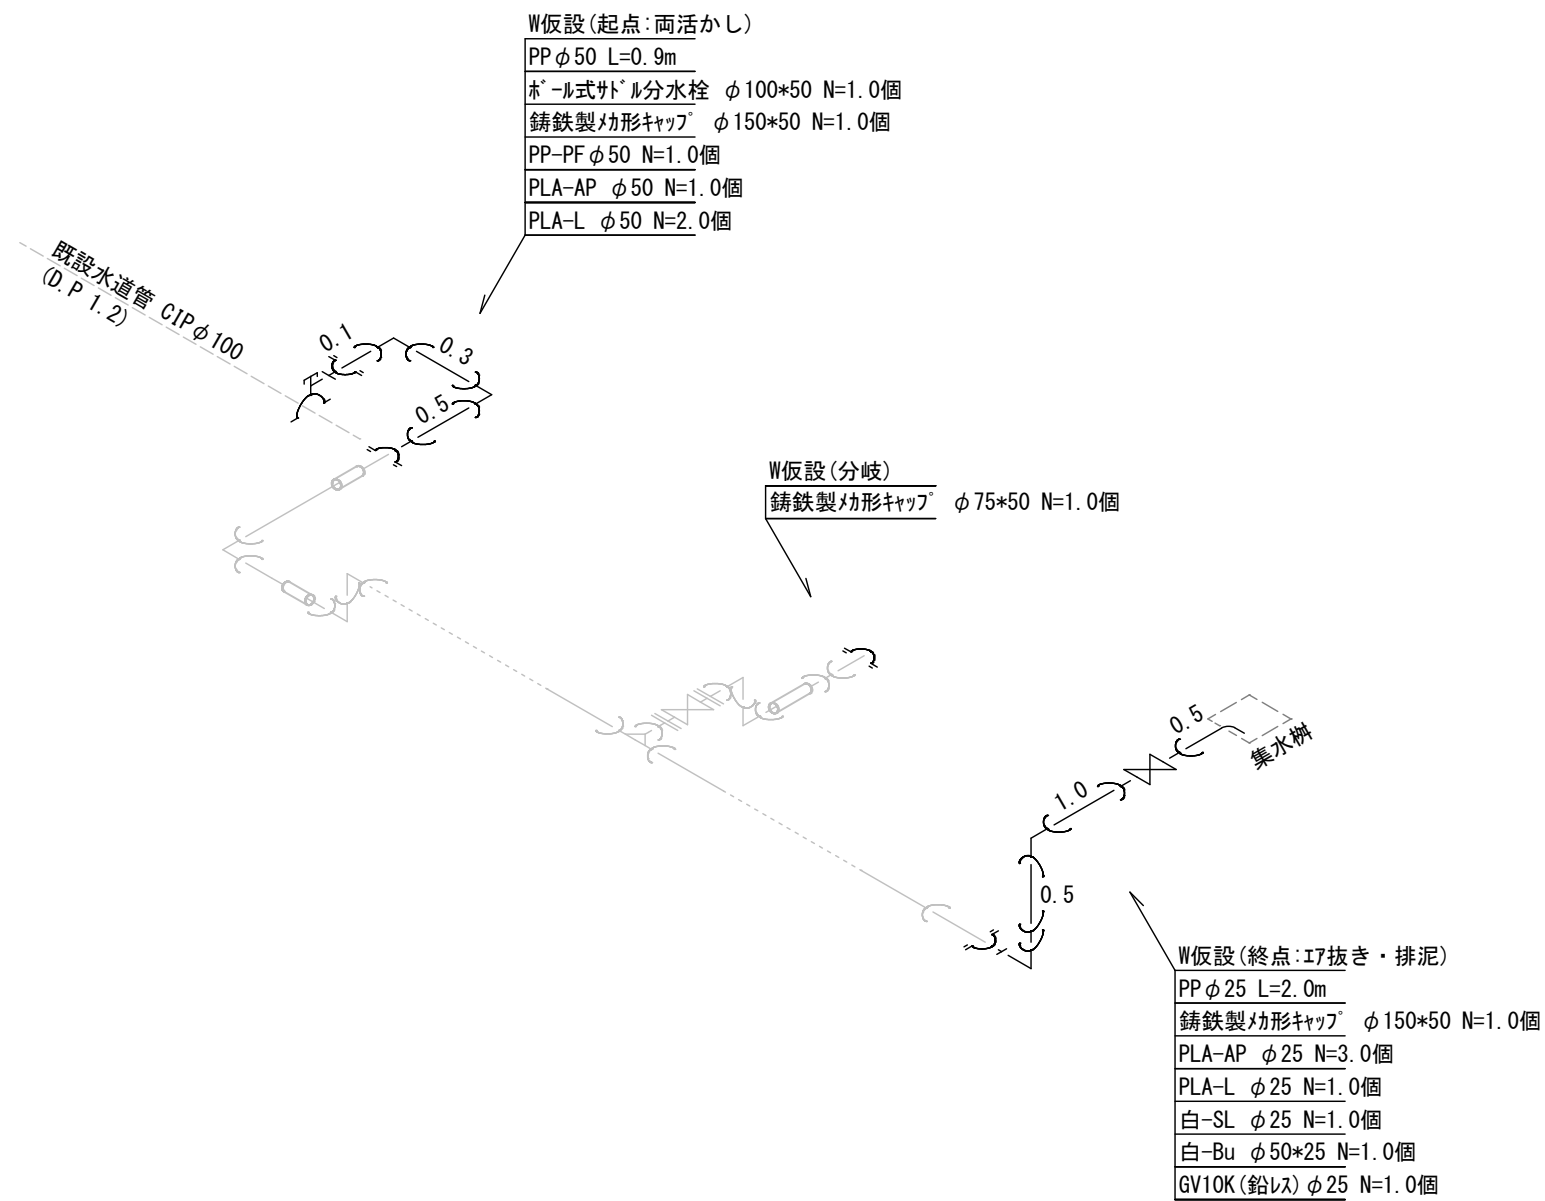 W仮設(起点:両活かし)
PPφ50 L=0.9m
ﾎﾞｰﾙ式ｻﾄﾞﾙ分水栓 φ100*50 N=1.0個
鋳鉄製ﾒｶ形ｷｬｯﾌﾟ φ150*50 N=1.0個
PP-PFφ50 N=1.0個
PLA-AP φ50 N=1.0個
PLA-L φ50 N=2.0個
既設水道管 CIPφ100
(D.P 1.2)
0.1
0.3
0.5
W仮設(分岐)
鋳鉄製ﾒｶ形ｷｬｯﾌﾟ φ75*50 N=1.0個
0.5
集水桝
1.0
0.5
W仮設(終点:ｴｱ抜き・排泥)
PPφ25 L=2.0m
鋳鉄製ﾒｶ形ｷｬｯﾌﾟ φ150*50 N=1.0個
PLA-AP φ25 N=3.0個
PLA-L φ25 N=1.0個
白-SL φ25 N=1.0個
白-Bu φ50*25 N=1.0個
GV10K(鉛ﾚｽ)φ25 N=1.0個